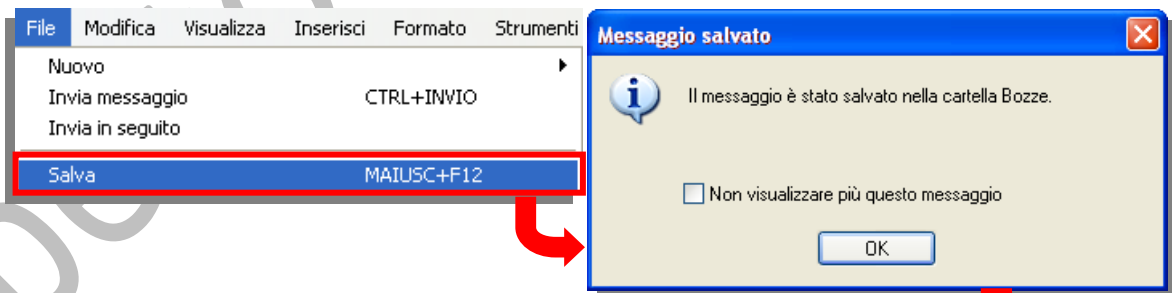 File Modifica Visualizza Inserisci Formato Strumenti
Nuovo
Invia messaggio CTRL+INVIO
Invia in seguito
Salva MAIUSC+F12
Messaggio salvato
Il messaggio è stato salvato nella cartella Bozze.
Non visualizzare più questo messaggio
OK